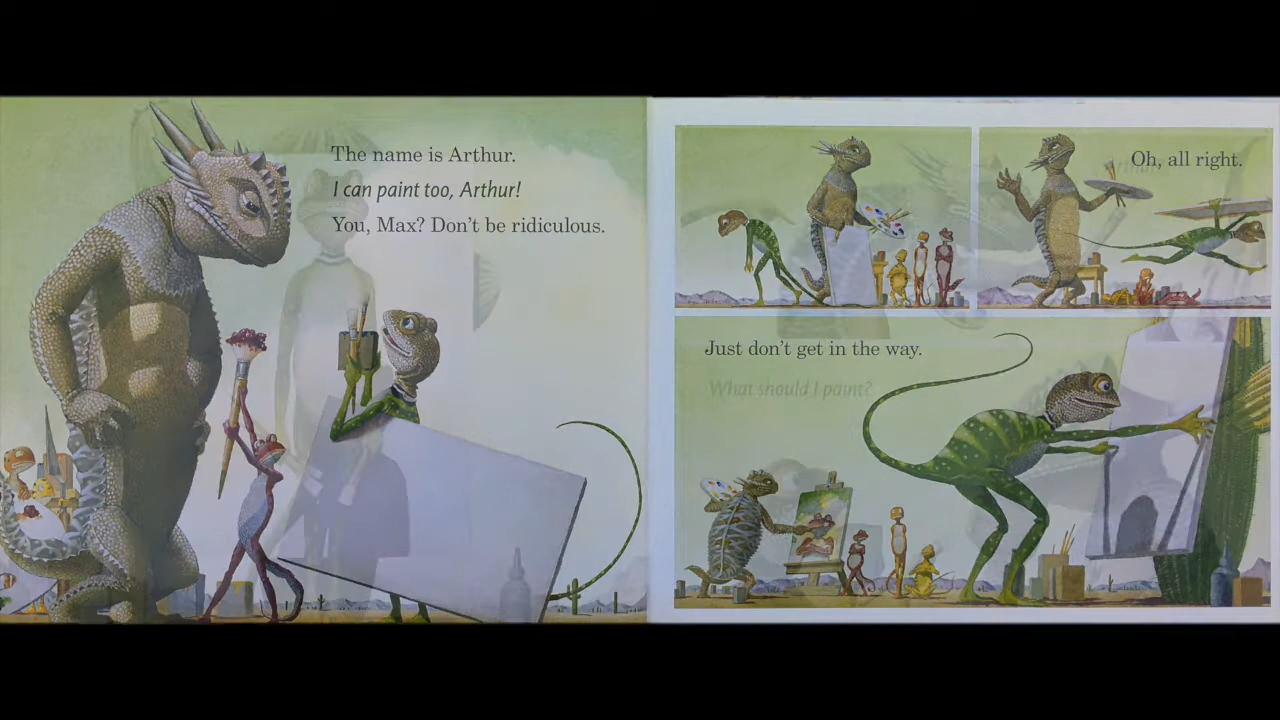 The name is Arthur.
I can paint too, Arthur!
You, Max? Don't be ridiculous.
Oh, all right.
Just don't get in the way.
What should I paint?